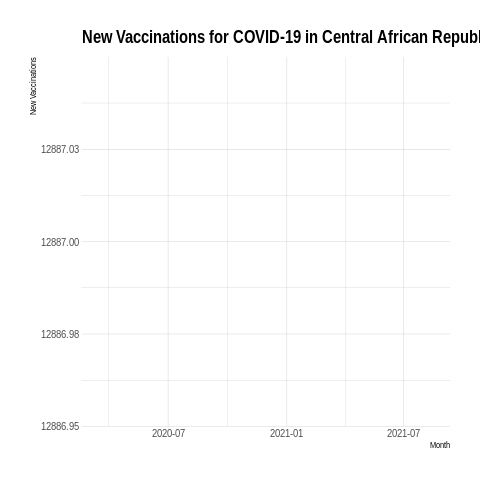 New Vaccinations for COVID-19 in Central African Republ
New Vaccinations
12887.03
12887.00
12886.98
12886.95
2020-07 2021-01 2021-07
Month